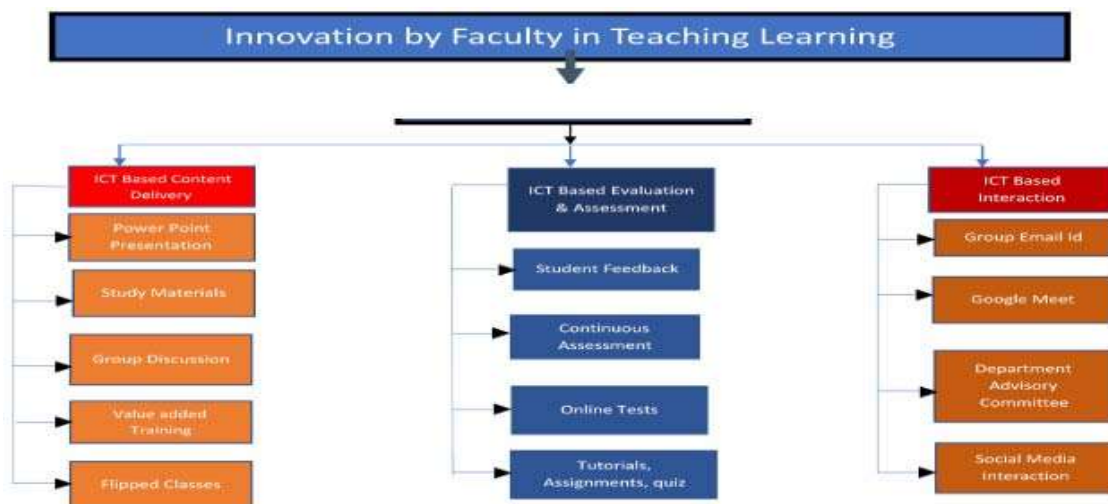 Innovation by Faculty in Teaching Learning
ICT Based Content
Delivery
Power Point
Presentation
Study Materials
Group Discussion
Value added
Training
Flipped Classes
ICT Based Evaluation
& Assessment
Student Feedback
Continuous
Assessment
Online Tests
Tutorials,
Assignments, quiz
ICT Based
Interaction
Group Email Id
Google Meet
Department
Advisory
Committee
Social Media
Interaction